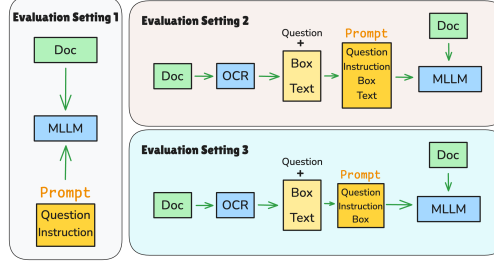 Evaluation Setting 1
Doc
MLLM
Prompt
Question
Instruction
Evaluation Setting 2
Doc
OCR
Question
+
Box
Text
Prompt
Question
Instruction
Box
Text
Doc
MLLM
Evaluation Setting 3
Doc
OCR
Question
+
Box
Text
Prompt
Question
Instruction
Box
Doc
MLLM